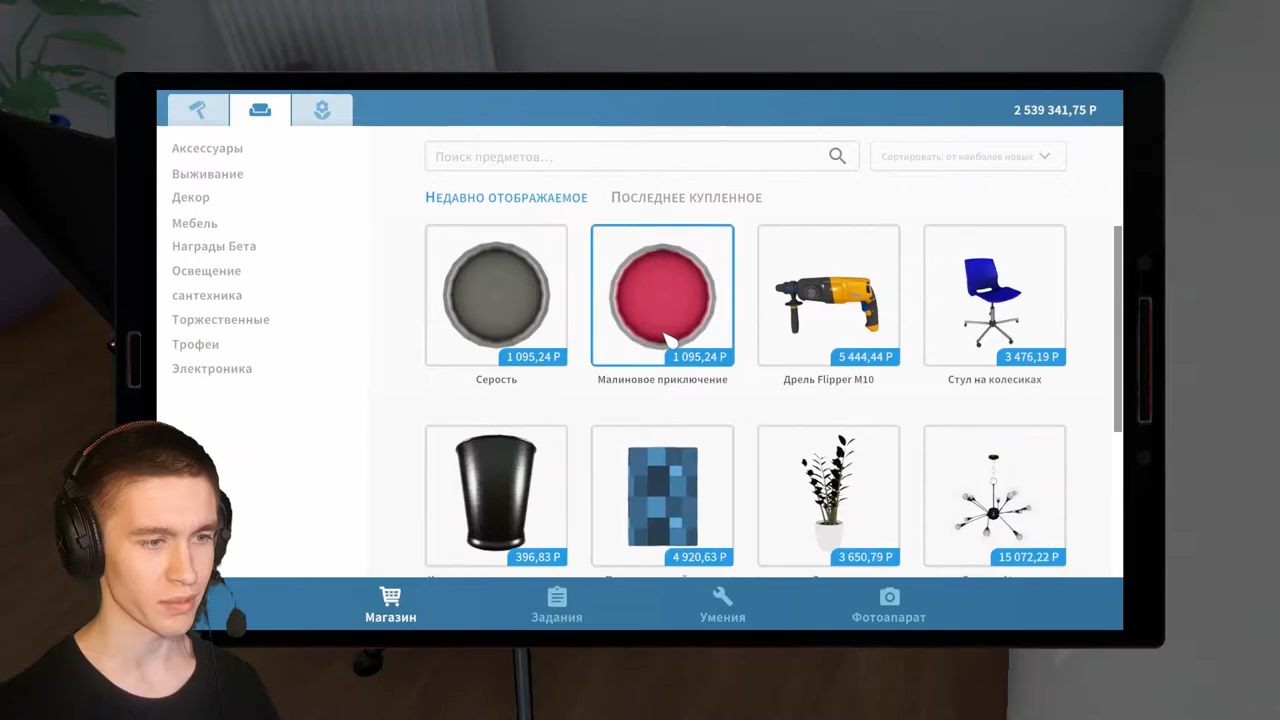 2 539 341,75 Р
Аксессуары
Выживание
Декор
Мебель
Награды Бета
Освещение
сантехника
Торжественные
Трофеи
Электроника
Поиск предметов...
Сортировать: от наиболее новых
Недавно отображаемое
Последнее купленное
1 095,24 Р
1 095,24 Р
5 444,44 Р
3 476,19 Р
Серость
Малиновое приключение
Дрель Flipper M10
Стул на колесиках
396,83 Р
4 920,63 Р
3 650,79 Р
15 072,22 Р
Магазин
Задания
Умения
Фотоапарат